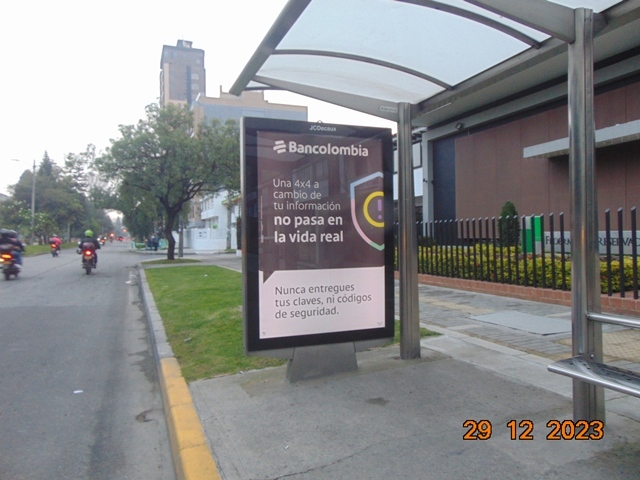 JCDecaux
Bancolombia
Una 4x4 a
cambio de
tu información
no pasa en
la vida real
Nunca entregues
tus claves, ni códigos
de seguridad.
29 12 2023